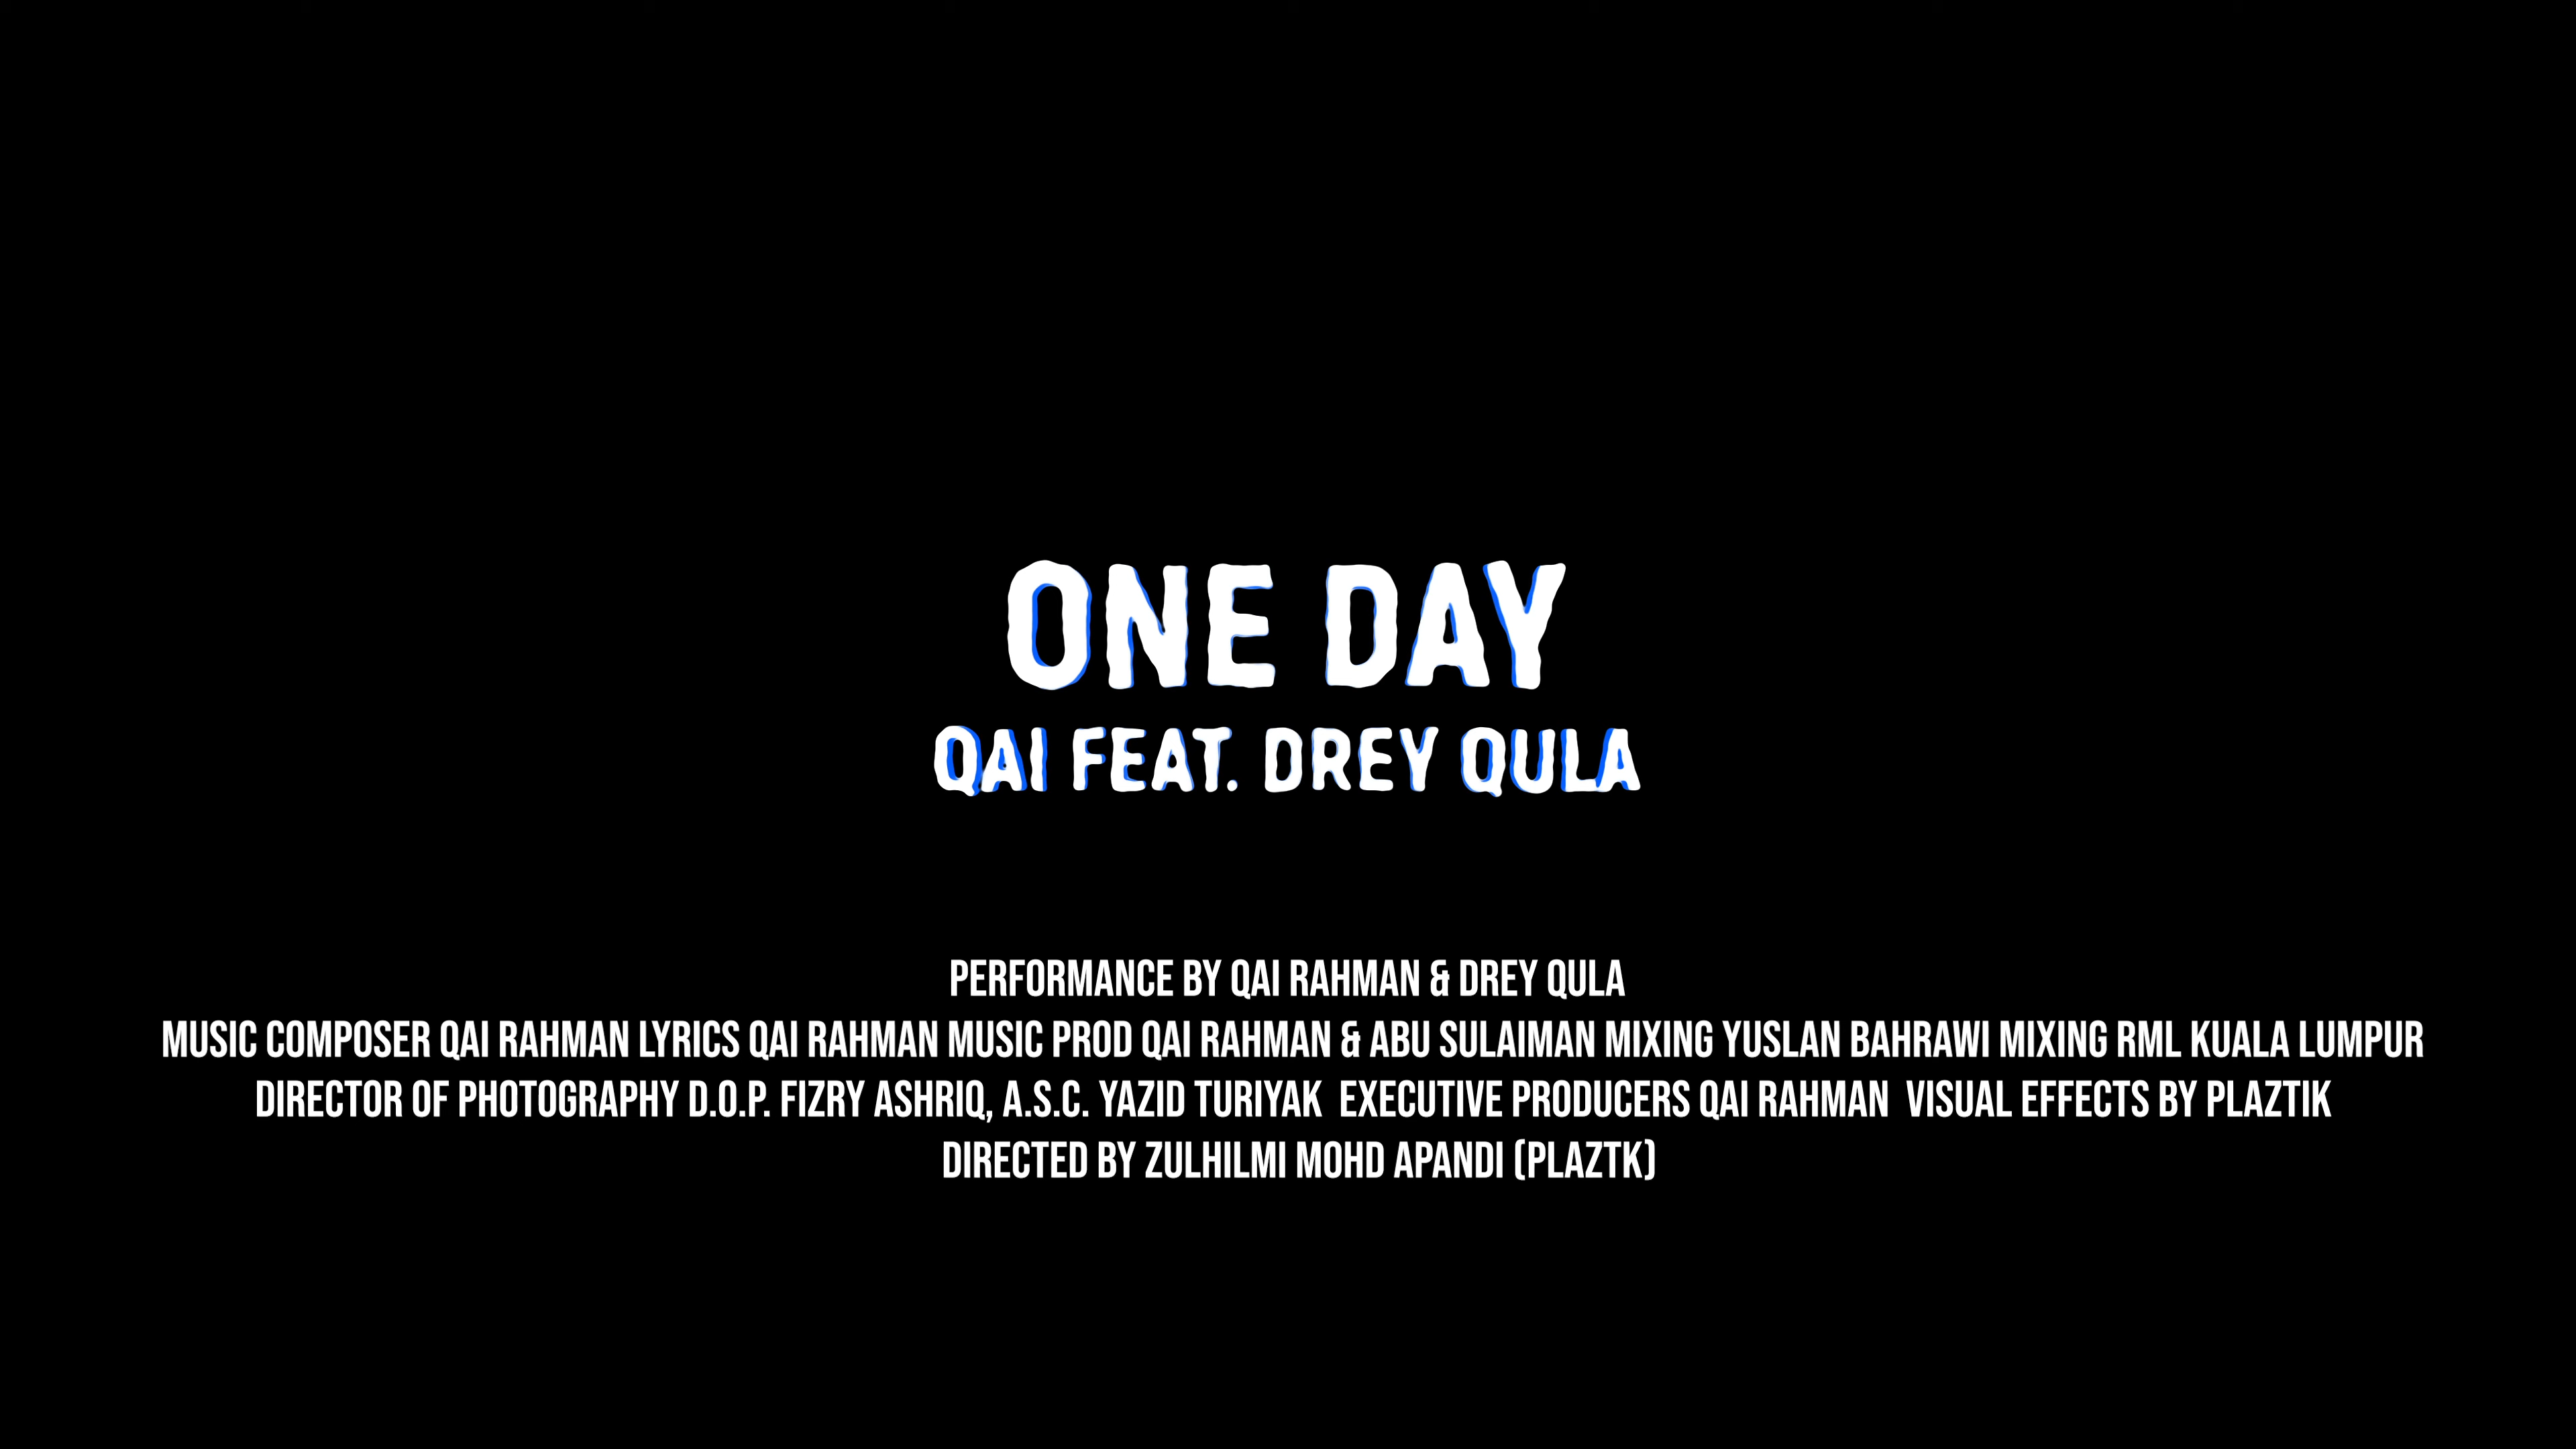 ONE DAY
QAI FEAT. DREY QULA
PERFORMANCE BY QAI RAHMAN & DREY QULA
MUSIC COMPOSER QAI RAHMAN LYRICS QAI RAHMAN MUSIC PROD QAI RAHMAN & ABU SULAIMAN MIXING YUSLAN BAHRAWI MIXING RML KUALA LUMPUR
DIRECTOR OF PHOTOGRAPHY D.O.P. FIZRY ASHRIQ, A.S.C. YAZID TURIYAK EXECUTIVE PRODUCERS QAI RAHMAN VISUAL EFFECTS BY PLAZTIK
DIRECTED BY ZULHILMI MOHD APANDI (PLAZTK)